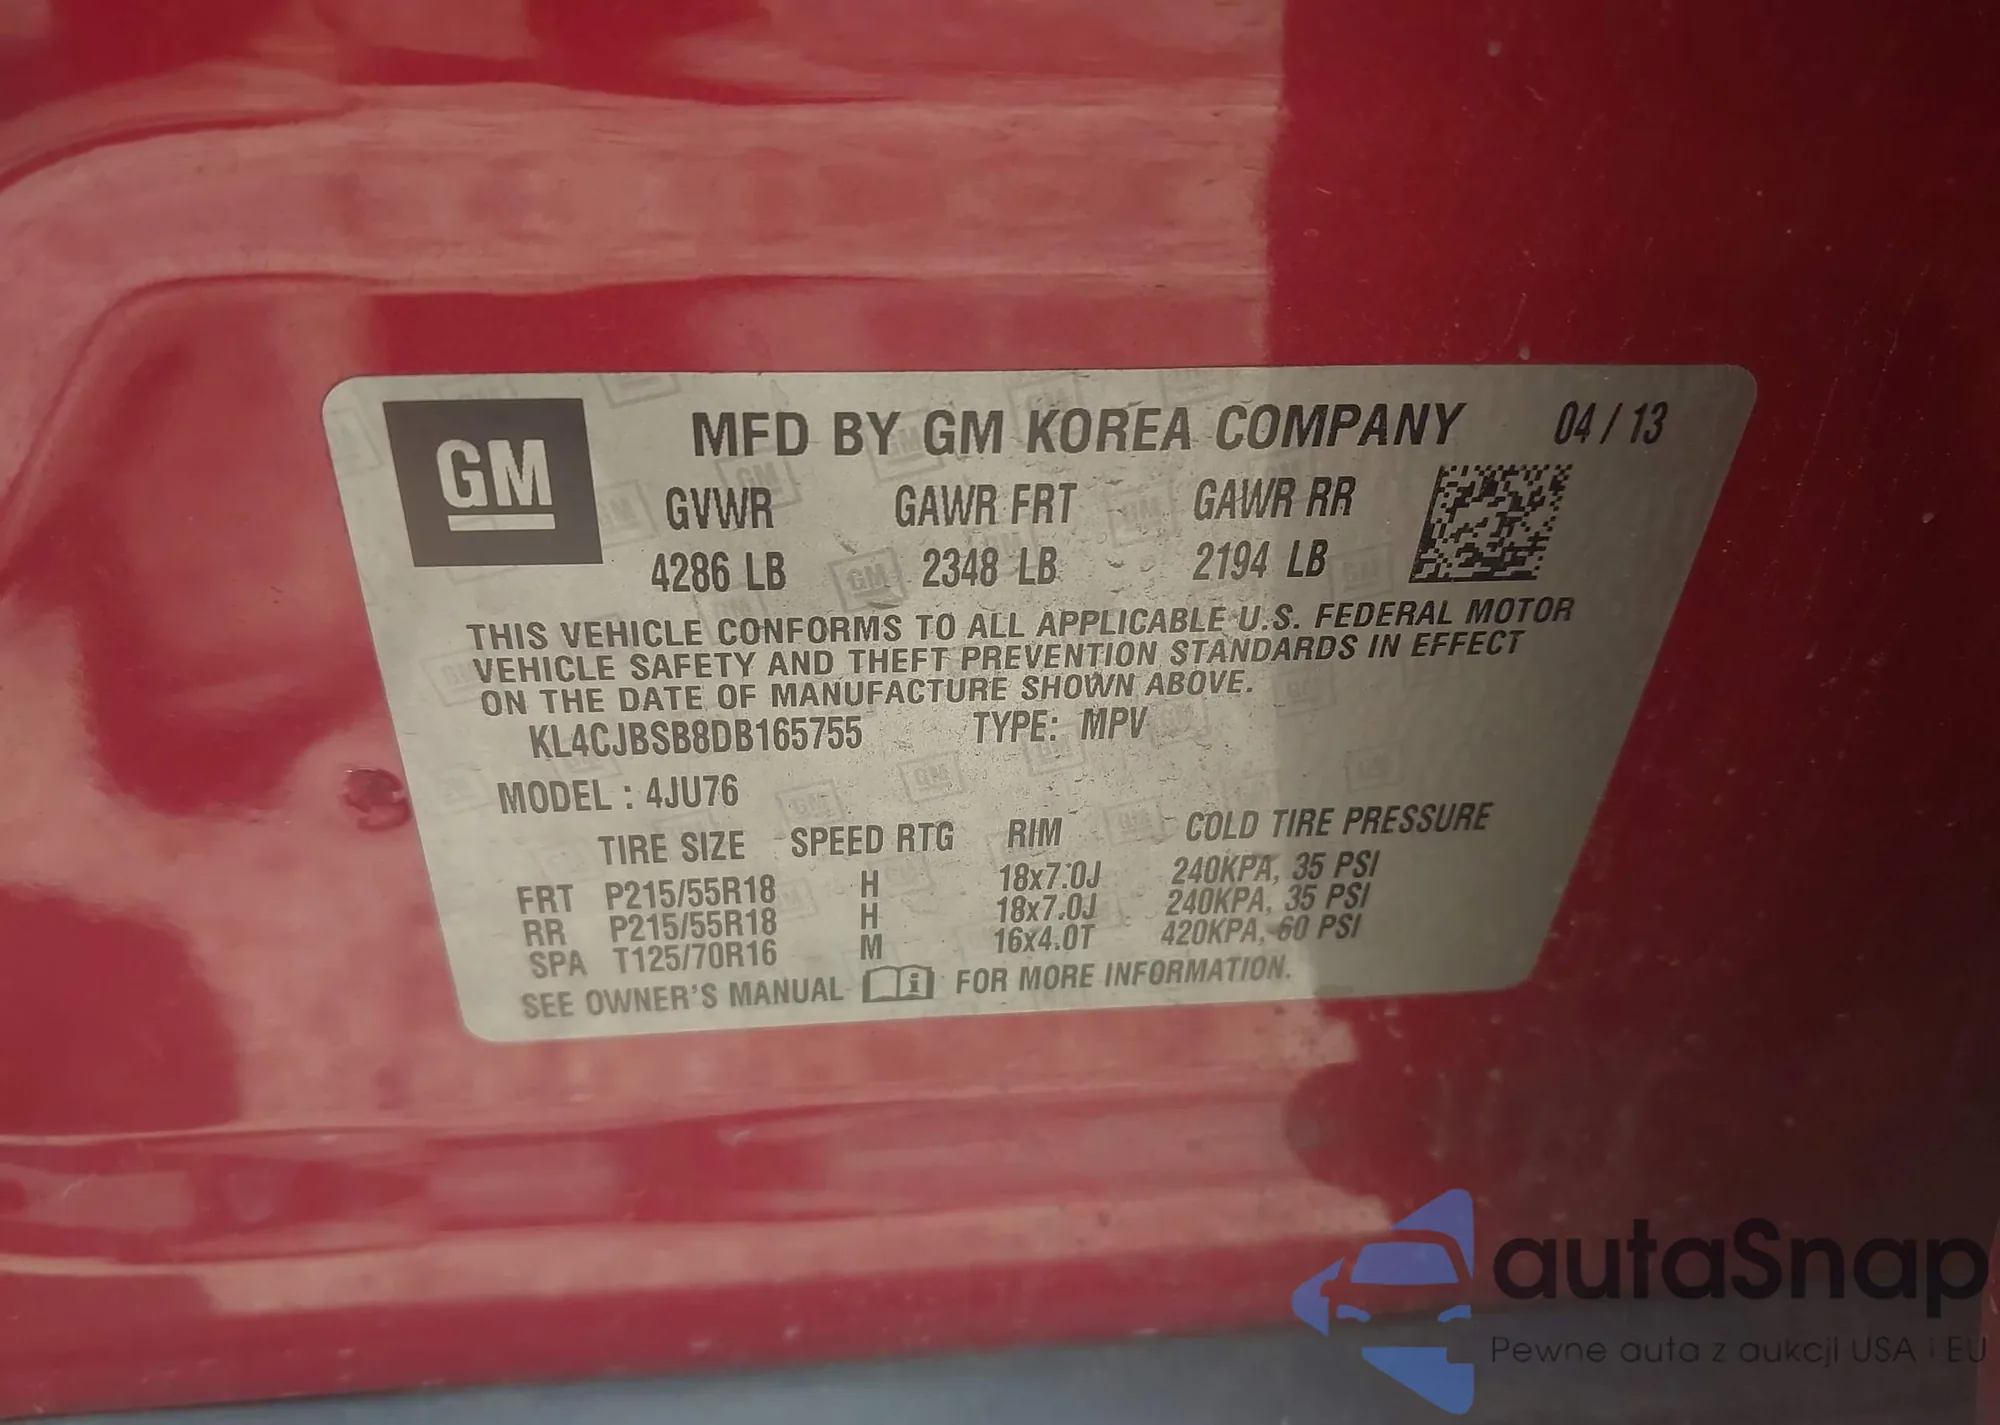 GM
MFD BY GM KOREA COMPANY 04/13
GVWR GAWR FRT GAWR RR
4286 LB 2348 LB 2194 LB
THIS VEHICLE CONFORMS TO ALL APPLICABLE U.S. FEDERAL MOTOR
VEHICLE SAFETY AND THEFT PREVENTION STANDARDS IN EFFECT
ON THE DATE OF MANUFACTURE SHOWN ABOVE.
KL4CJBSB8DB165755 TYPE: MPV
MODEL : 4JU76
TIRE SIZE SPEED RTG RIM COLD TIRE PRESSURE
FRT P215/55R18 H 18x7.0J 240KPA, 35 PSI
RR P215/55R18 H 18x7.0J 240KPA, 35 PSI
SPA T125/70R16 M 16x4.0T 420KPA, 60 PSI
SEE OWNER'S MANUAL FOR MORE INFORMATION.
autaSnap
Pewne auta z aukcji USA i EU